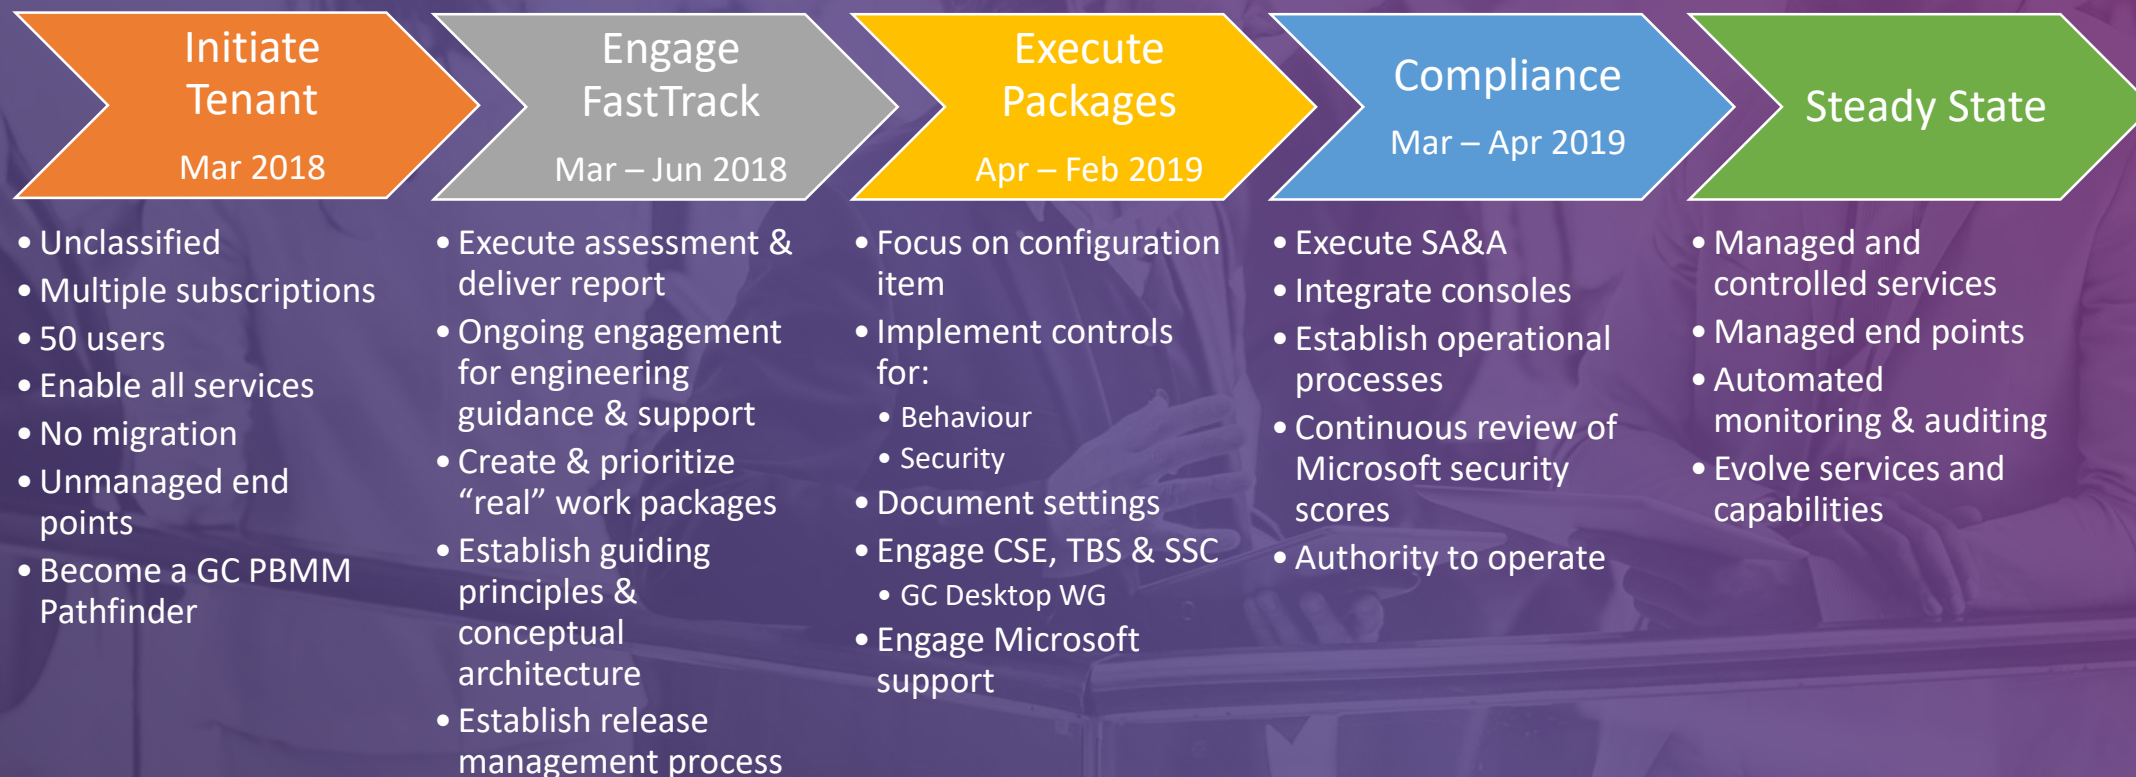 Initiate
Tenant
Mar 2018
• Unclassified
• Multiple subscriptions
• 50 users
• Enable all services
• No migration
• Unmanaged end
points
• Become a GC PBMM
Pathfinder
Engage
FastTrack
Mar – Jun 2018
• Execute assessment &
deliver report
• Ongoing engagement
for engineering
guidance & support
• Create & prioritize
“real” work packages
• Establish guiding
principles &
conceptual
architecture
• Establish release
management process
Execute
Packages
Apr – Feb 2019
• Focus on configuration
item
• Implement controls
for:
• Behaviour
• Security
• Document settings
• Engage CSE, TBS & SSC
• GC Desktop WG
• Engage Microsoft
support
Compliance
Mar – Apr 2019
• Execute SA&A
• Integrate consoles
• Establish operational
processes
• Continuous review of
Microsoft security
scores
• Authority to operate
Steady State
• Managed and
controlled services
• Managed end points
• Automated
monitoring & auditing
• Evolve services and
capabilities